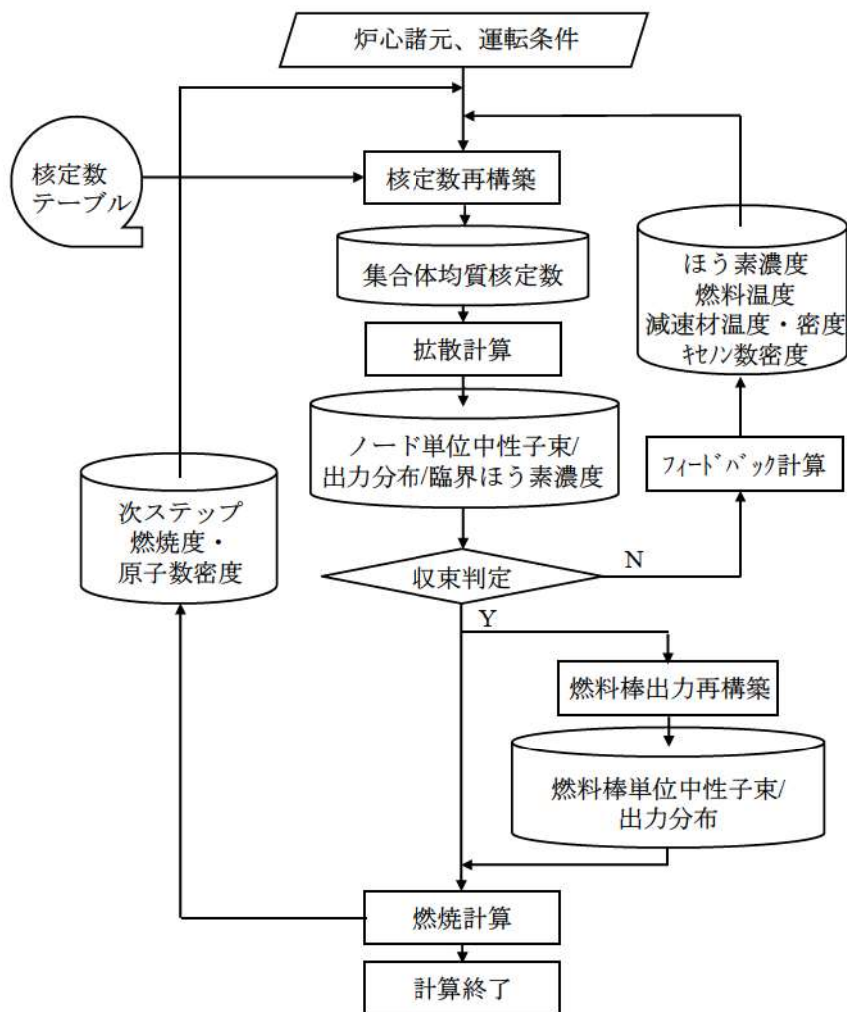 炉心諸元、運転条件
核定数
テーブル
核定数再構築
集合体均質核定数
拡散計算
ノード単位中性子束/
出力分布/臨界ほう素濃度
ほう素濃度
燃料温度
減速材温度・密度
ｷｾﾉﾝ数密度
ﾌｨｰﾄﾞﾊﾞｯｸ計算
次ステップ
燃焼度・
原子数密度
収束判定
N
Y
燃料棒出力再構築
燃料棒単位中性子束/
出力分布
燃焼計算
計算終了